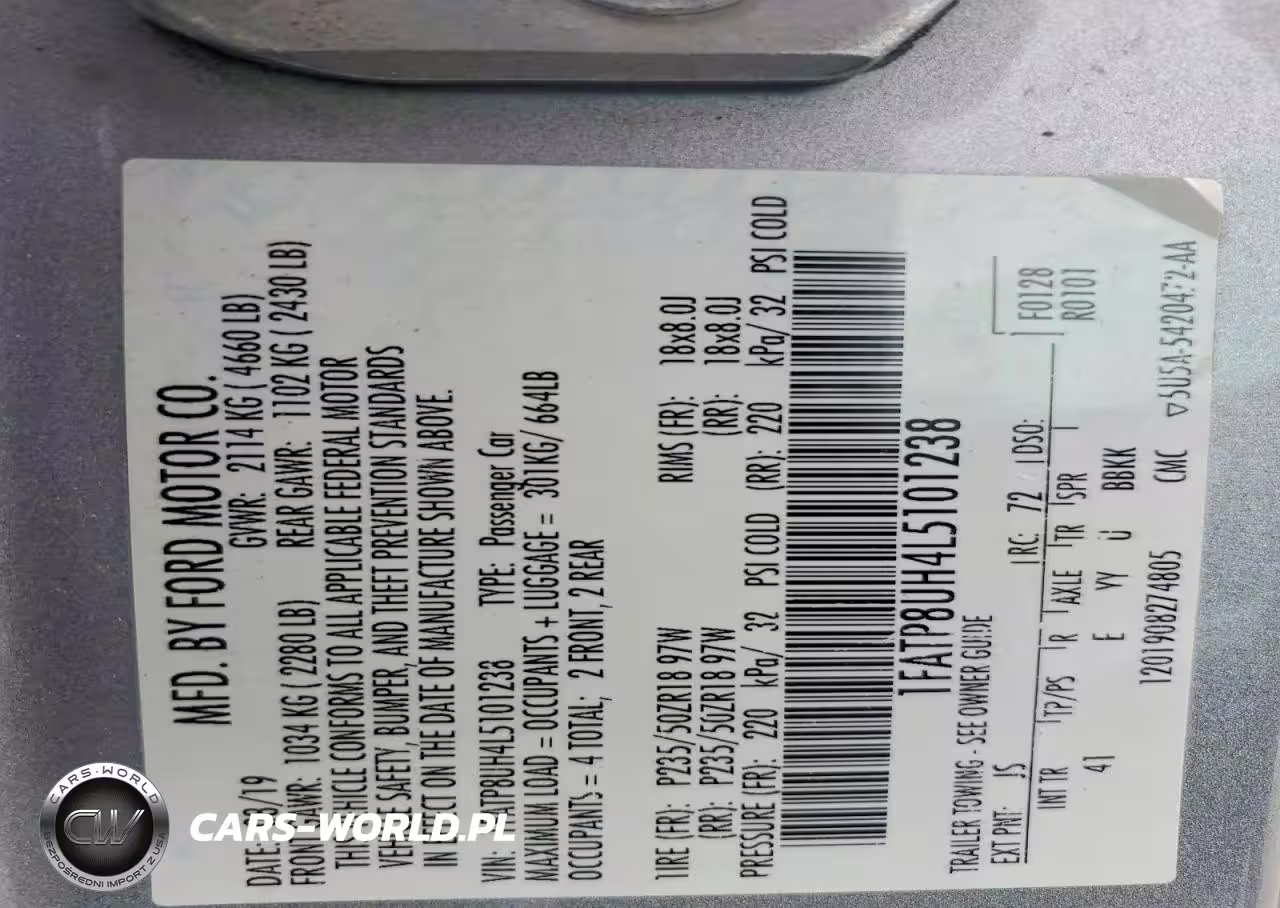 MFD. BY FORD MOTOR CO.
GVWR: 2114 KG ( 4660 LB)
FRONT GAWR: 1034 KG ( 2280 LB) REAR GAWR: 1102 KG ( 2430 LB)
THIS VEHICLE CONFORMS TO ALL APPLICABLE FEDERAL MOTOR
VEHICLE SAFETY, BUMPER, AND THEFT PREVENTION STANDARDS
IN EFFECT ON THE DATE OF MANUFACTURE SHOWN ABOVE.
VIN: 1FATP8UH4L5101238 TYPE: Passenger Car
MAXIMUM LOAD = OCCUPANTS + LUGGAGE = 301KG/ 664LB
OCCUPANTS = 4 TOTAL; 2 FRONT, 2 REAR
TIRE (FR): P235/50ZR18 97W RIMS (FR): 18x8.0J
(RR): P235/50ZR18 97W (RR): 18x8.0J
PRESSURE (FR): 220 kPa/ 32 PSI COLD (RR): 220 kPa/ 32 PSI COLD
1FATP8UH4L5101238
TRAILER TOWING - SEE OWNER GUIDE
F0128
R0101
EXT PNT: JS RC: 72 DSO:
INT TR TP/PS R AXLE TR SPR
41 E VY U BBKK
1201908274805 CMC
5U5A-5420472-AA
CARS-WORLD
CW
BEZPOŚREDNI IMPORT Z USA
CARS-WORLD.PL